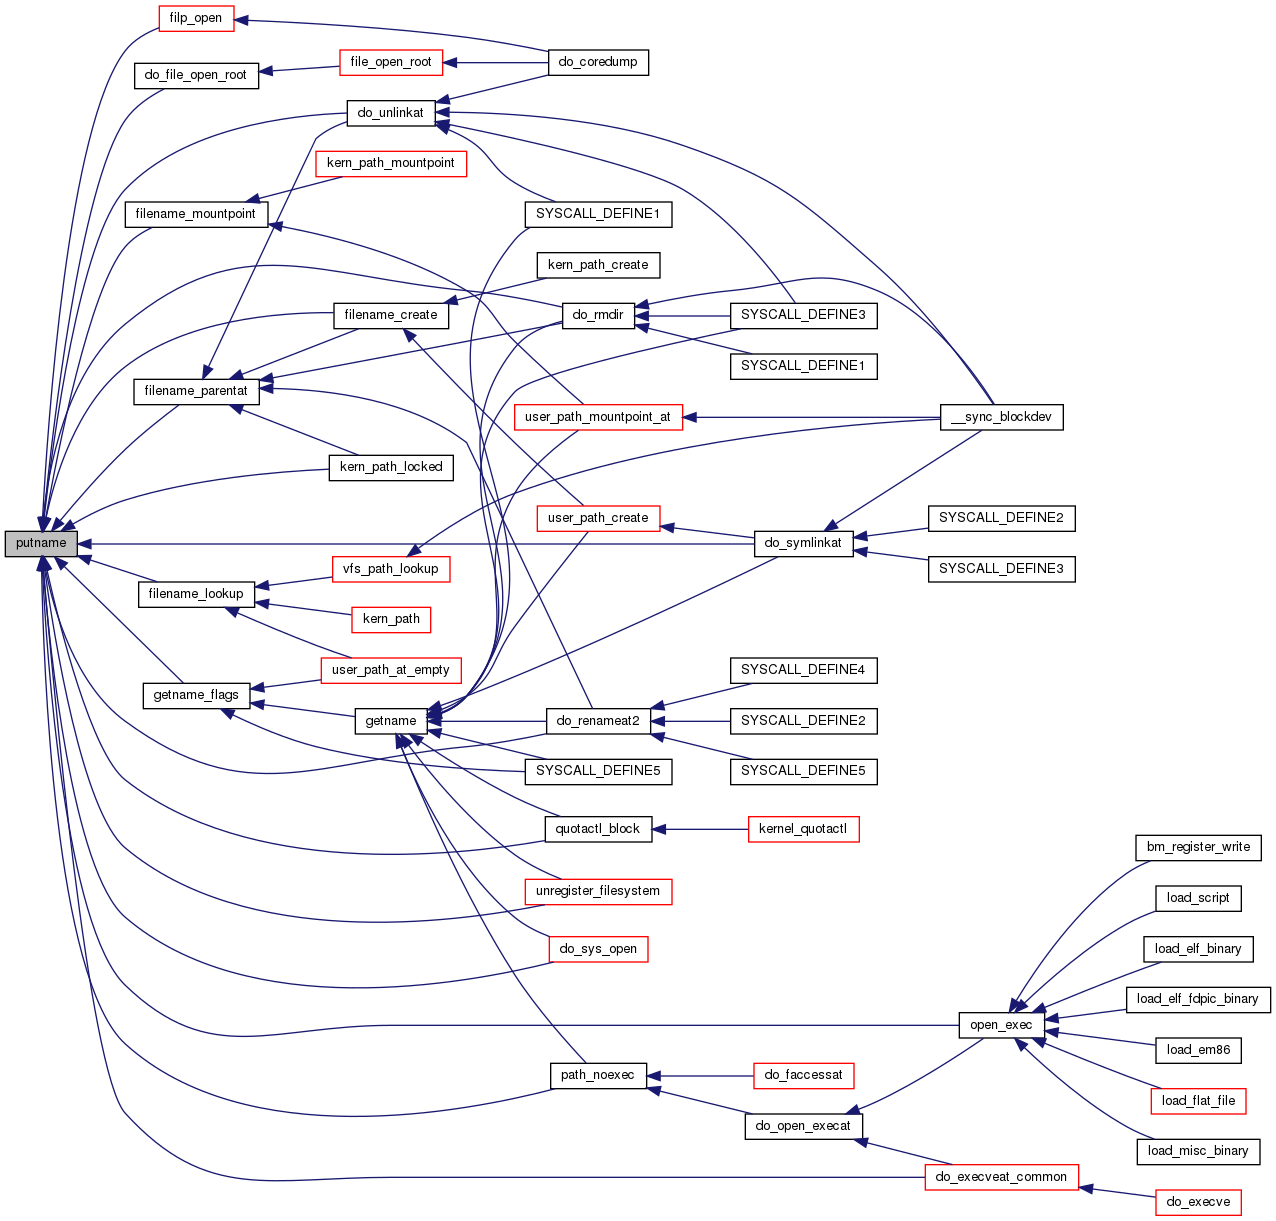 filp_open
do_file_open_root
file_open_root
do_coredump
do_unlinkat
kern_path_mountpoint
filename_mountpoint
SYSCALL_DEFINE1
kern_path_create
filename_create
do_rmdir
SYSCALL_DEFINE3
SYSCALL_DEFINE1
filename_parentat
user_path_mountpoint_at
__sync_blockdev
kern_path_locked
putname
user_path_create
do_symlinkat
SYSCALL_DEFINE2
SYSCALL_DEFINE3
filename_lookup
vfs_path_lookup
kern_path
user_path_at_empty
getname_flags
getname
do_renameat2
SYSCALL_DEFINE4
SYSCALL_DEFINE2
SYSCALL_DEFINE5
SYSCALL_DEFINE5
quotactl_block
kernel_quotactl
unregister_filesystem
do_sys_open
bm_register_write
load_script
load_elf_binary
load_elf_fdpic_binary
open_exec
load_em86
path_noexec
do_faccessat
load_flat_file
do_open_execat
load_misc_binary
do_execveat_common
do_execve